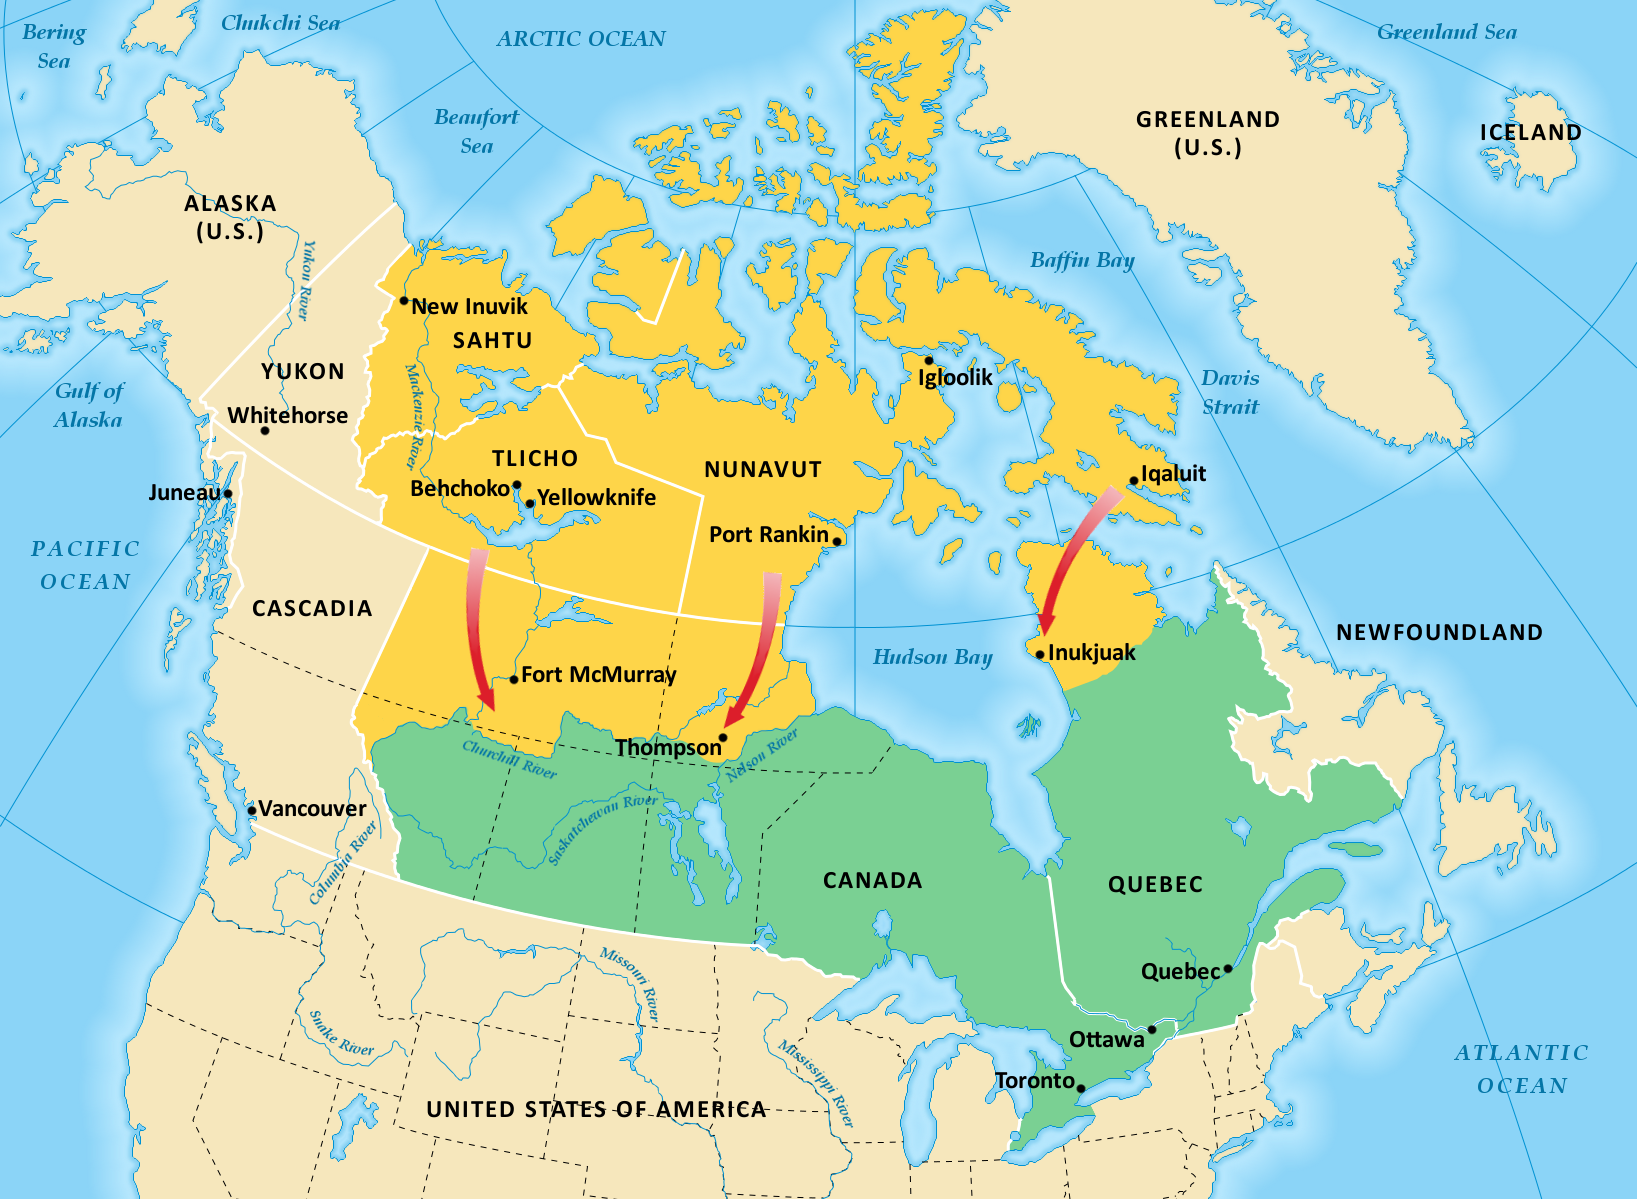 Bering
Sea
Chukchi Sea
ARCTIC OCEAN
Greenland Sea
Beaufort
Sea
GREENLAND
(U.S.)
ICELAND
ALASKA
(U.S.)
Yukon River
Baffin Bay
New Inuvik
SAHTU
YUKON
Mackenzie River
Igloolik
Davis
Strait
Gulf of
Alaska
Whitehorse
TLICHO
NUNAVUT
Behchoko
Yellowknife
Iqaluit
Juneau
Port Rankin
PACIFIC
OCEAN
CASCADIA
NEWFOUNDLAND
Hudson Bay
Inukjuak
Fort McMurray
Thompson
Churchill River
Nelson River
Vancouver
Saskatchewan River
Columbia River
CANADA
QUEBEC
Quebec
Missouri River
Snake River
Ottawa
Mississippi River
Toronto
ATLANTIC
OCEAN
UNITED STATES OF AMERICA